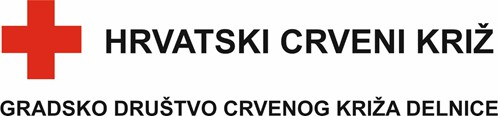 HRVATSKI CRVENI KRIŽ
GRADSKO DRUŠTVO CRVENOG KRIŽA DELNICE